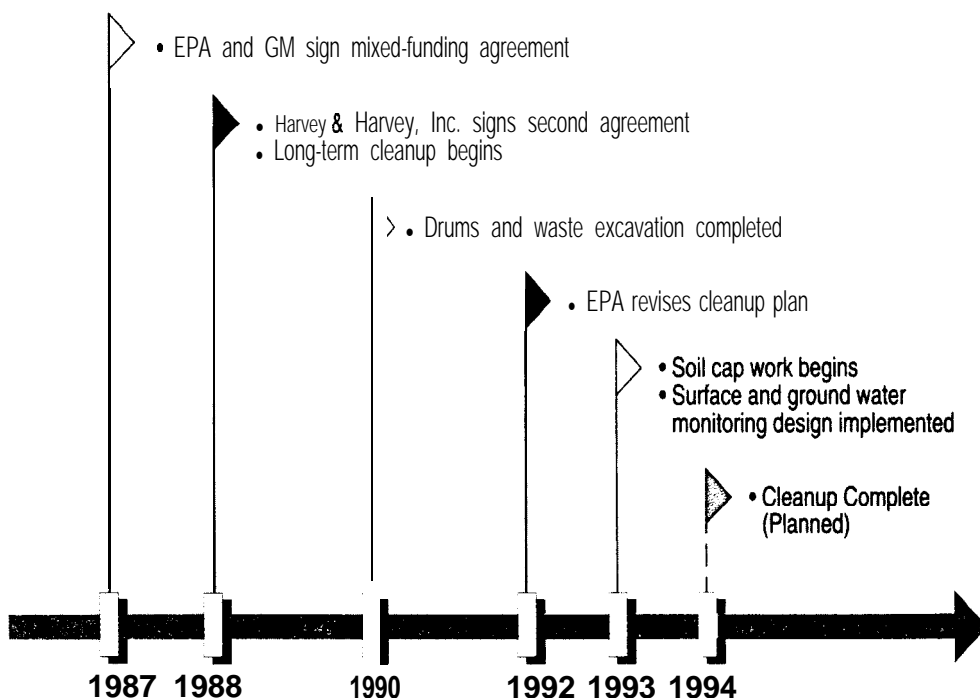 • EPA and GM sign mixed-funding agreement
• Harvey & Harvey, Inc. signs second agreement
• Long-term cleanup begins
• Drums and waste excavation completed
• EPA revises cleanup plan
• Soil cap work begins
• Surface and ground water
monitoring design implemented
• Cleanup Complete
(Planned)
1987 1988 1990 1992 1993 1994